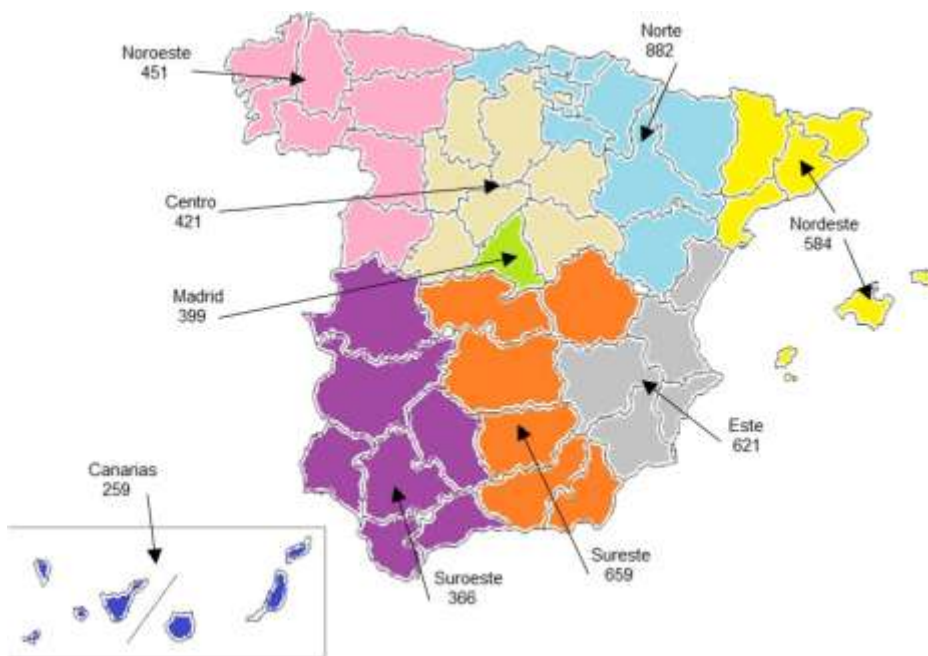 Noroeste
451
Norte
882
Centro
421
Nordeste
584
Madrid
399
Este
621
Canarias
259
Sureste
659
Suroeste
366